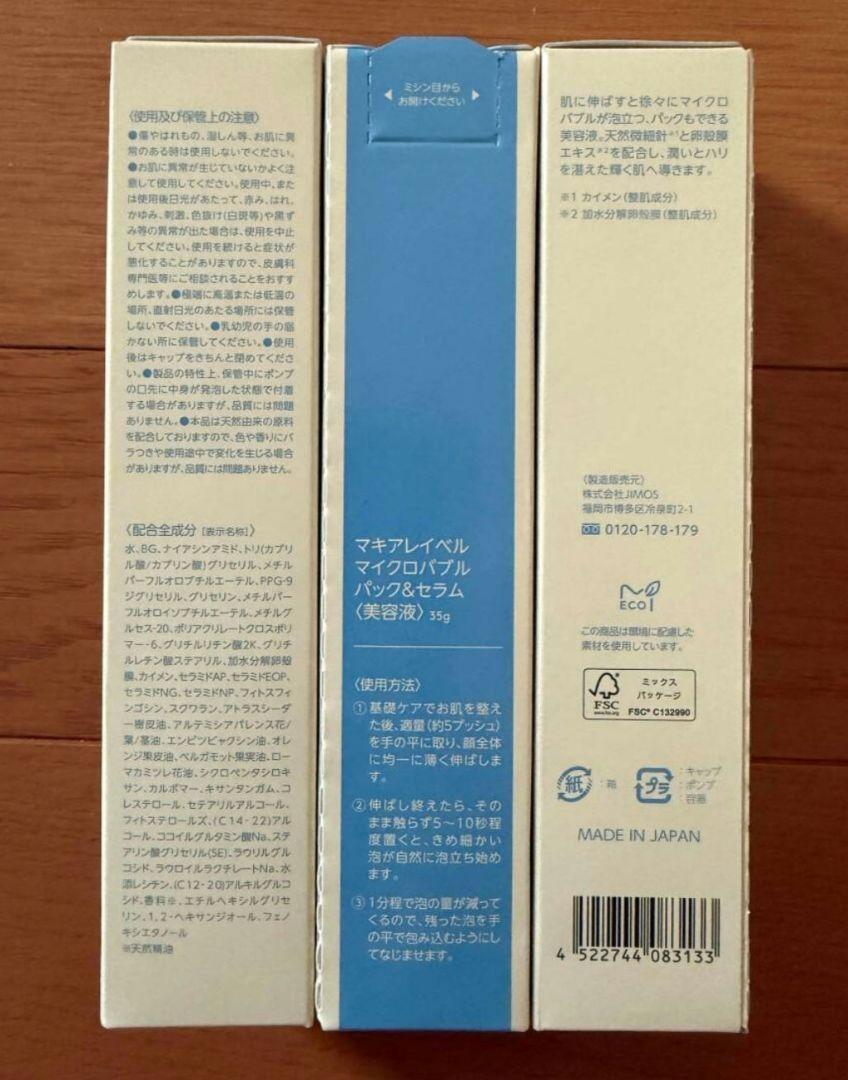 〈使用及び保管上の注意〉
●傷やはれもの、湿しん等、お肌に異
常のある時は使用しないでください。
●お肌に異常が生じていないかよく注
意して使用してください。使用中、また
は使用後日光があたって、赤み、はれ、
かゆみ、刺激、色抜け(白斑等)や黒ず
み等の異常が出た場合は、使用を中止
してください。使用を続けると症状が
悪化することがありますので、皮膚科
専門医等にご相談されることをおすす
めします。●極端に高温または低温の
場所、直射日光のあたる場所には保管
しないでください。●乳幼児の手の届
かない所に保管してください。●使用
後はキャップをきちんと閉めてくださ
い。●製品の特性上、保管中にポンプ
の口先に中身が発泡した状態で付着
する場合がありますが、品質には問題
ありません。●本品は天然由来の原料
を配合しておりますので、色や香りにバ
ラつきや使用途中で変化を生じる場合
がありますが、品質には問題ありません。
〈配合全成分［表示名称］〉
水、BG、ナイアシンアミド、トリ(カプリ
ル酸/カプリン酸)グリセリル、メチル
パーフルオロブチルエーテル、PPG-9
ジグリセリル、グリセリン、メチルパー
フルオロイソブチルエーテル、メチルグ
ルセス-20、ポリアクリレートクロスポリ
マー-6、グリチルリチン酸2K、グリチ
ルレチン酸ステアリル、加水分解卵殻
膜、カイメン、セラミドAP、セラミドEOP、
セラミドNG、セラミドNP、フィトスフィ
ンゴシン、スクワラン、アトラスシーダ
ー樹皮油、アルテミシアパレンス花/
葉/茎油、エンピツビャクシン油、オレ
ンジ果皮油、ベルガモット果実油、ロー
マカミツレ花油、シクロペンタシロキ
サン、カルボマー、キサンタンガム、コ
レステロール、セテアリルアルコール、
フィトステロールズ、(C14-22)アル
コール、ココイルグルタミン酸Na、ステ
アリン酸グリセリル(SE)、ラウリルグル
コシド、ラウロイルラクチレートNa、水
添レシチン、(C12-20)アルキルグルコ
シド、香料※、エチルヘキシルグリセ
リン、1,2-ヘキサンジオール、フェノ
キシエタノール
※天然精油
ミシン目から
お開けください
マキアレイベル
マイクロバブル
パック&セラム
〈美容液〉 35g
〈使用方法〉
①基礎ケアでお肌を整え
た後、適量(約5プッシュ)
を手の平に取り、顔全体
に均一に薄く伸ばしま
す。
②伸ばし終えたら、その
まま触らず5〜10秒程
度置くと、きめ細かい
泡が自然に泡立ち始め
ます。
③1分程で泡の量が減って
くるので、残った泡を手
の平で包み込むようにし
てなじませます。
肌に伸ばすと徐々にマイクロ
バブルが泡立つ、パックもできる
美容液。天然微細針※1と卵殻膜
エキス※2を配合し、潤いとハリ
を湛えた輝く肌へ導きます。
※1 カイメン(整肌成分)
※2 加水分解卵殻膜(整肌成分)
〈製造販売元〉
株式会社JIMOS
福岡市博多区冷泉町2-1
0120-178-179
ECO
この商品は環境に配慮した
素材を使用しています。
FSC
www.fsc.org
ミックス
パッケージ
FSC® C132990
紙
:箱
プラ
:キャップ
:ポンプ
:容器
MADE IN JAPAN
4 522744 083133